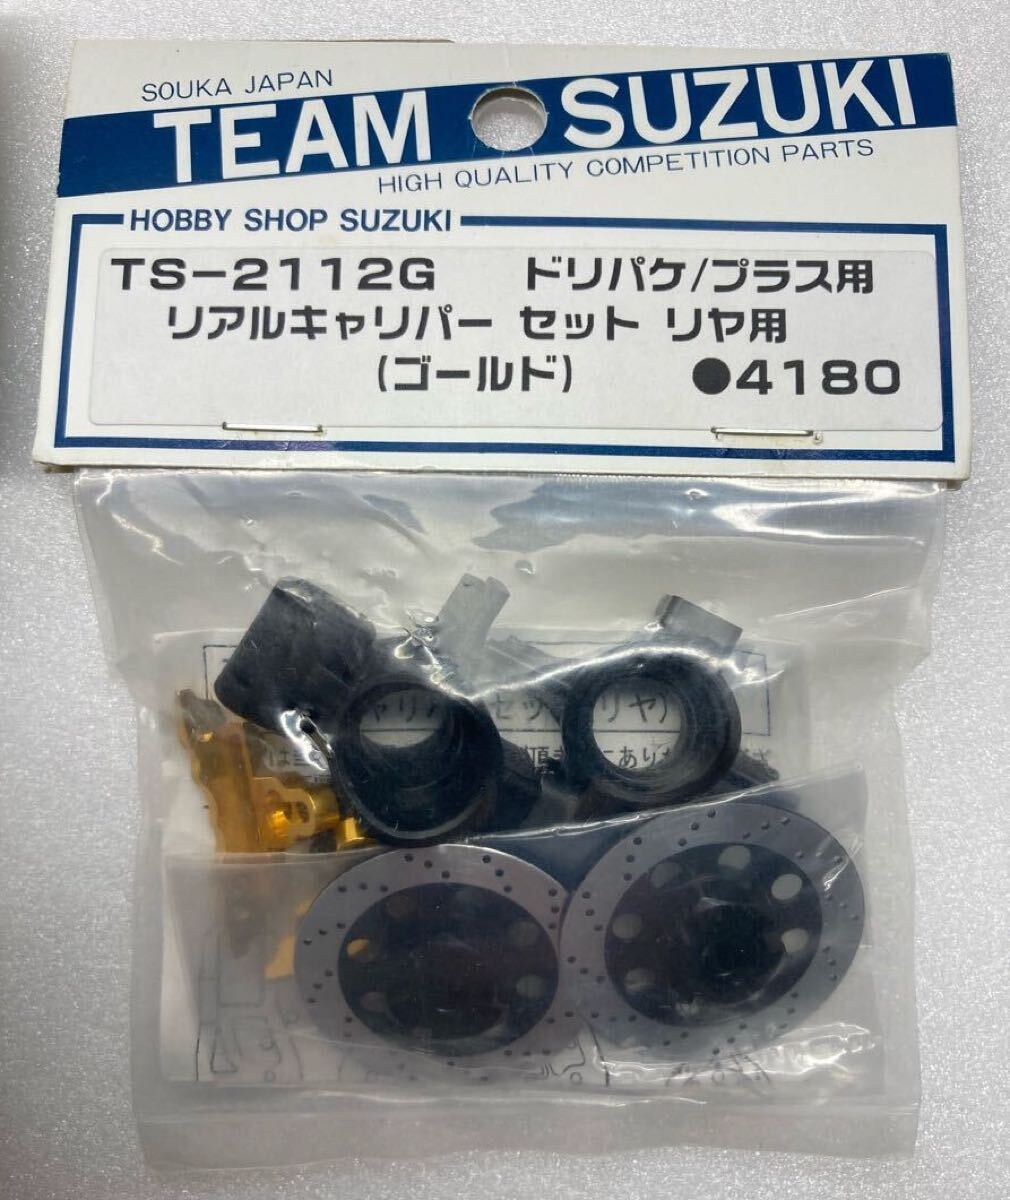 SOUKA JAPAN
TEAM SUZUKI
HIGH QUALITY COMPETITION PARTS
HOBBY SHOP SUZUKI
TS-2112G ドリパケ/プラス用
リアルキャリパー セット リヤ用
(ゴールド) ●4180